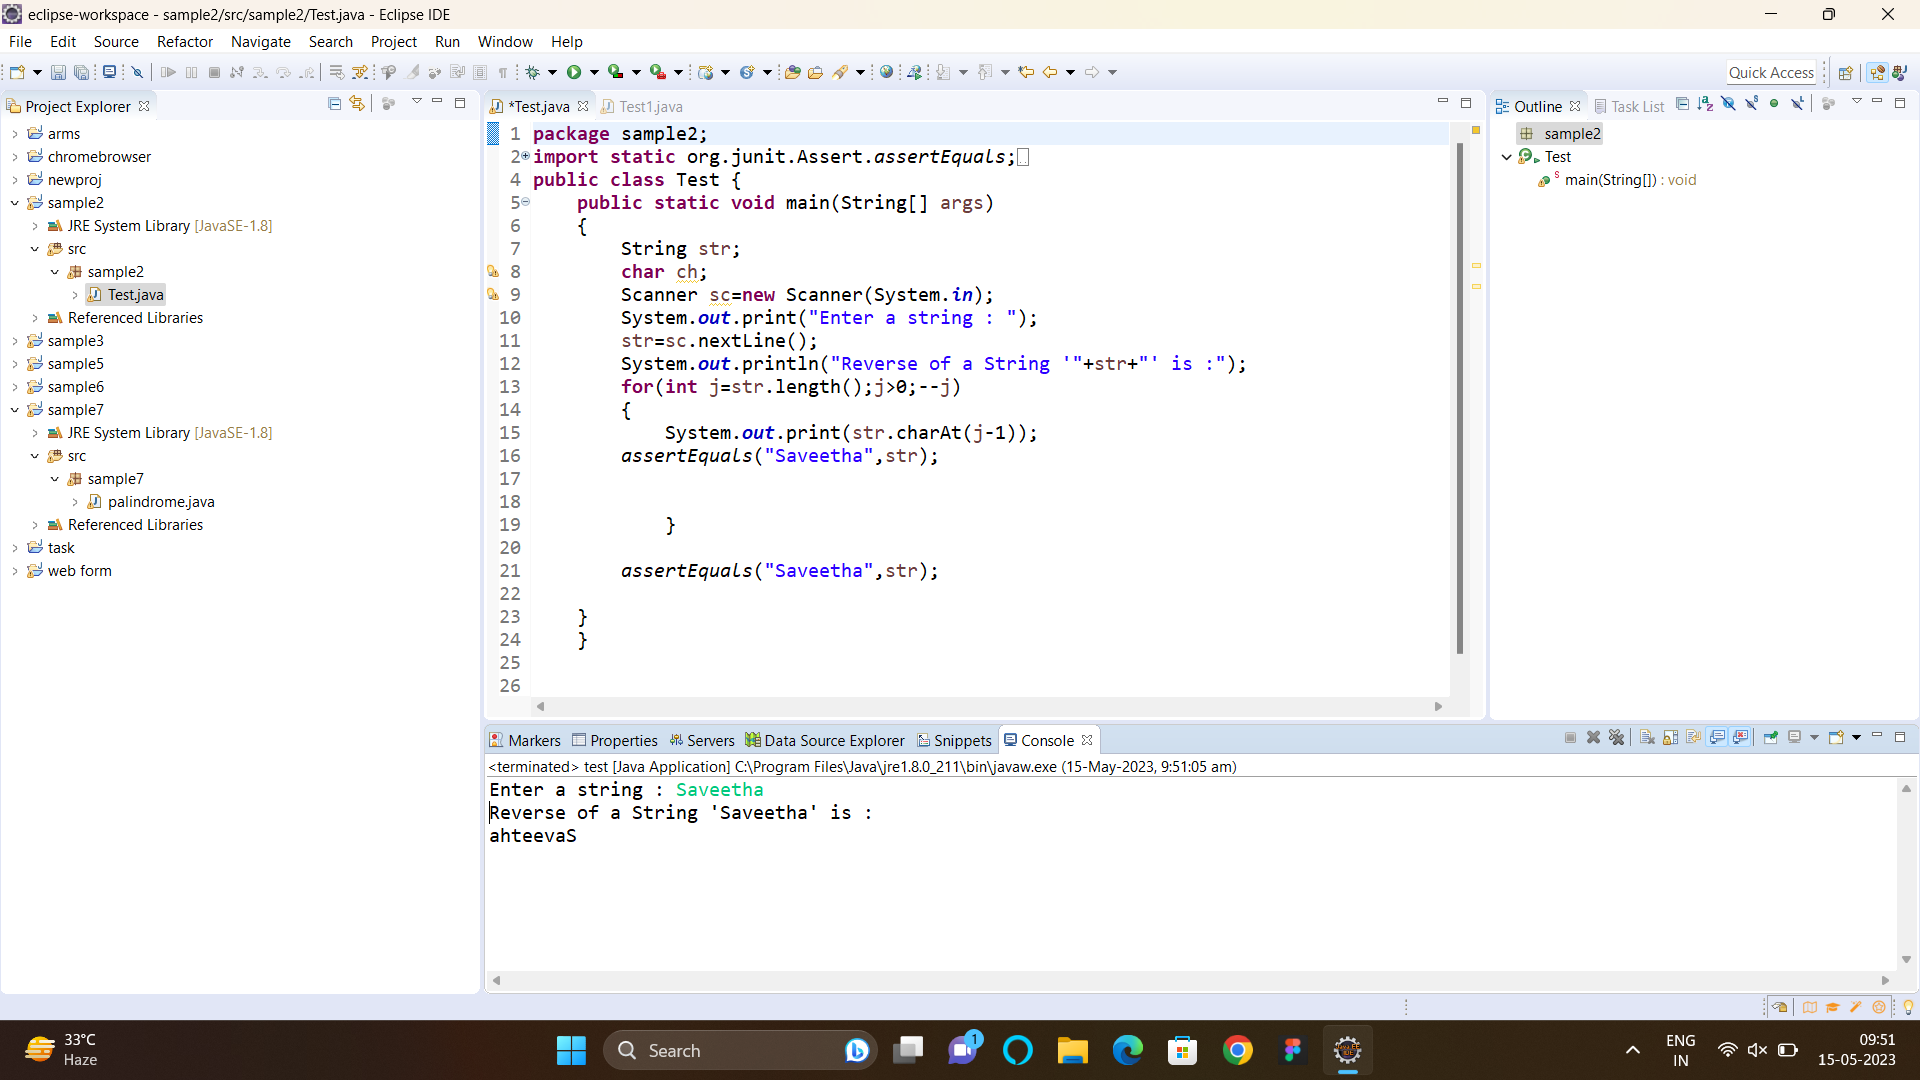 eclipse-workspace - sample2/src/sample2/Test.java - Eclipse IDE
File Edit Source Refactor Navigate Search Project Run Window Help
Quick Access
Project Explorer
arms
chromebrowser
newproj
sample2
JRE System Library [JavaSE-1.8]
src
sample2
Test.java
Referenced Libraries
sample3
sample5
sample6
sample7
JRE System Library [JavaSE-1.8]
src
sample7
palindrome.java
Referenced Libraries
task
web form
*Test.java Test1.java
1 package sample2;
2 import static org.junit.Assert.assertEquals;
4 public class Test {
5 public static void main(String[] args)
6 {
7 String str;
8 char ch;
9 Scanner sc=new Scanner(System.in);
10 System.out.print("Enter a string : ");
11 str=sc.nextLine();
12 System.out.println("Reverse of a String '"+str+"' is :");
13 for(int j=str.length();j>0;--j)
14 {
15 System.out.print(str.charAt(j-1));
16 assertEquals("Saveetha",str);
17
18
19 }
20
21 assertEquals("Saveetha",str);
22
23 }
24 }
25
26
Outline Task List
sample2
Test
main(String[]) : void
Markers Properties Servers Data Source Explorer Snippets Console
<terminated> test [Java Application] C:\Program Files\Java\jre1.8.0_211\bin\javaw.exe (15-May-2023, 9:51:05 am)
Enter a string : Saveetha
Reverse of a String 'Saveetha' is :
ahteevaS
33°C
Haze
Search
1
ENG
IN
09:51
15-05-2023